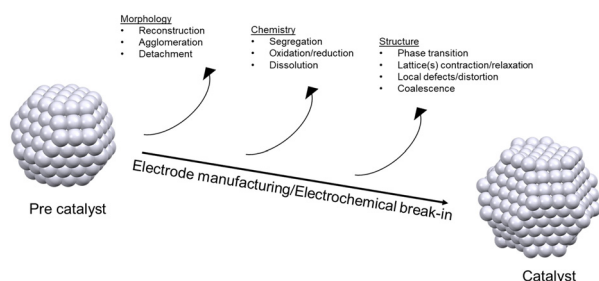 Morphology
• Reconstruction
• Agglomeration
• Detachment
Chemistry
• Segregation
• Oxidation/reduction
• Dissolution
Structure
• Phase transition
• Lattice(s) contraction/relaxation
• Local defects/distortion
• Coalescence
Electrode manufacturing/Electrochemical break-in
Pre catalyst
Catalyst